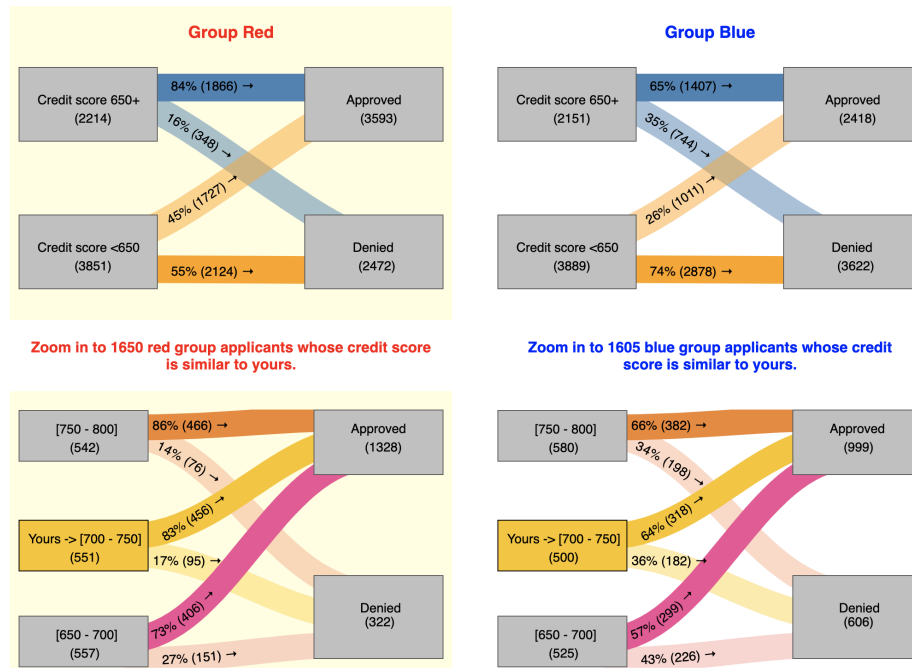 Group Red
Credit score 650+
(2214)
84% (1866) →
16% (348) →
Approved
(3593)
45% (1727) →
Credit score <650
(3851)
55% (2124) →
Denied
(2472)
Group Blue
Credit score 650+
(2151)
65% (1407) →
35% (744) →
Approved
(2418)
26% (1011) →
Credit score <650
(3889)
74% (2878) →
Denied
(3622)
Zoom in to 1650 red group applicants whose credit score
is similar to yours.
[750 - 800]
(542)
86% (466) →
14% (76) →
Approved
(1328)
Yours -> [700 - 750]
(551)
83% (456) →
17% (95) →
[650 - 700]
(557)
73% (406) →
27% (151) →
Denied
(322)
Zoom in to 1605 blue group applicants whose credit
score is similar to yours.
[750 - 800]
(580)
66% (382) →
34% (198) →
Approved
(999)
Yours -> [700 - 750]
(500)
64% (318) →
36% (182) →
[650 - 700]
(525)
57% (299) →
43% (226) →
Denied
(606)